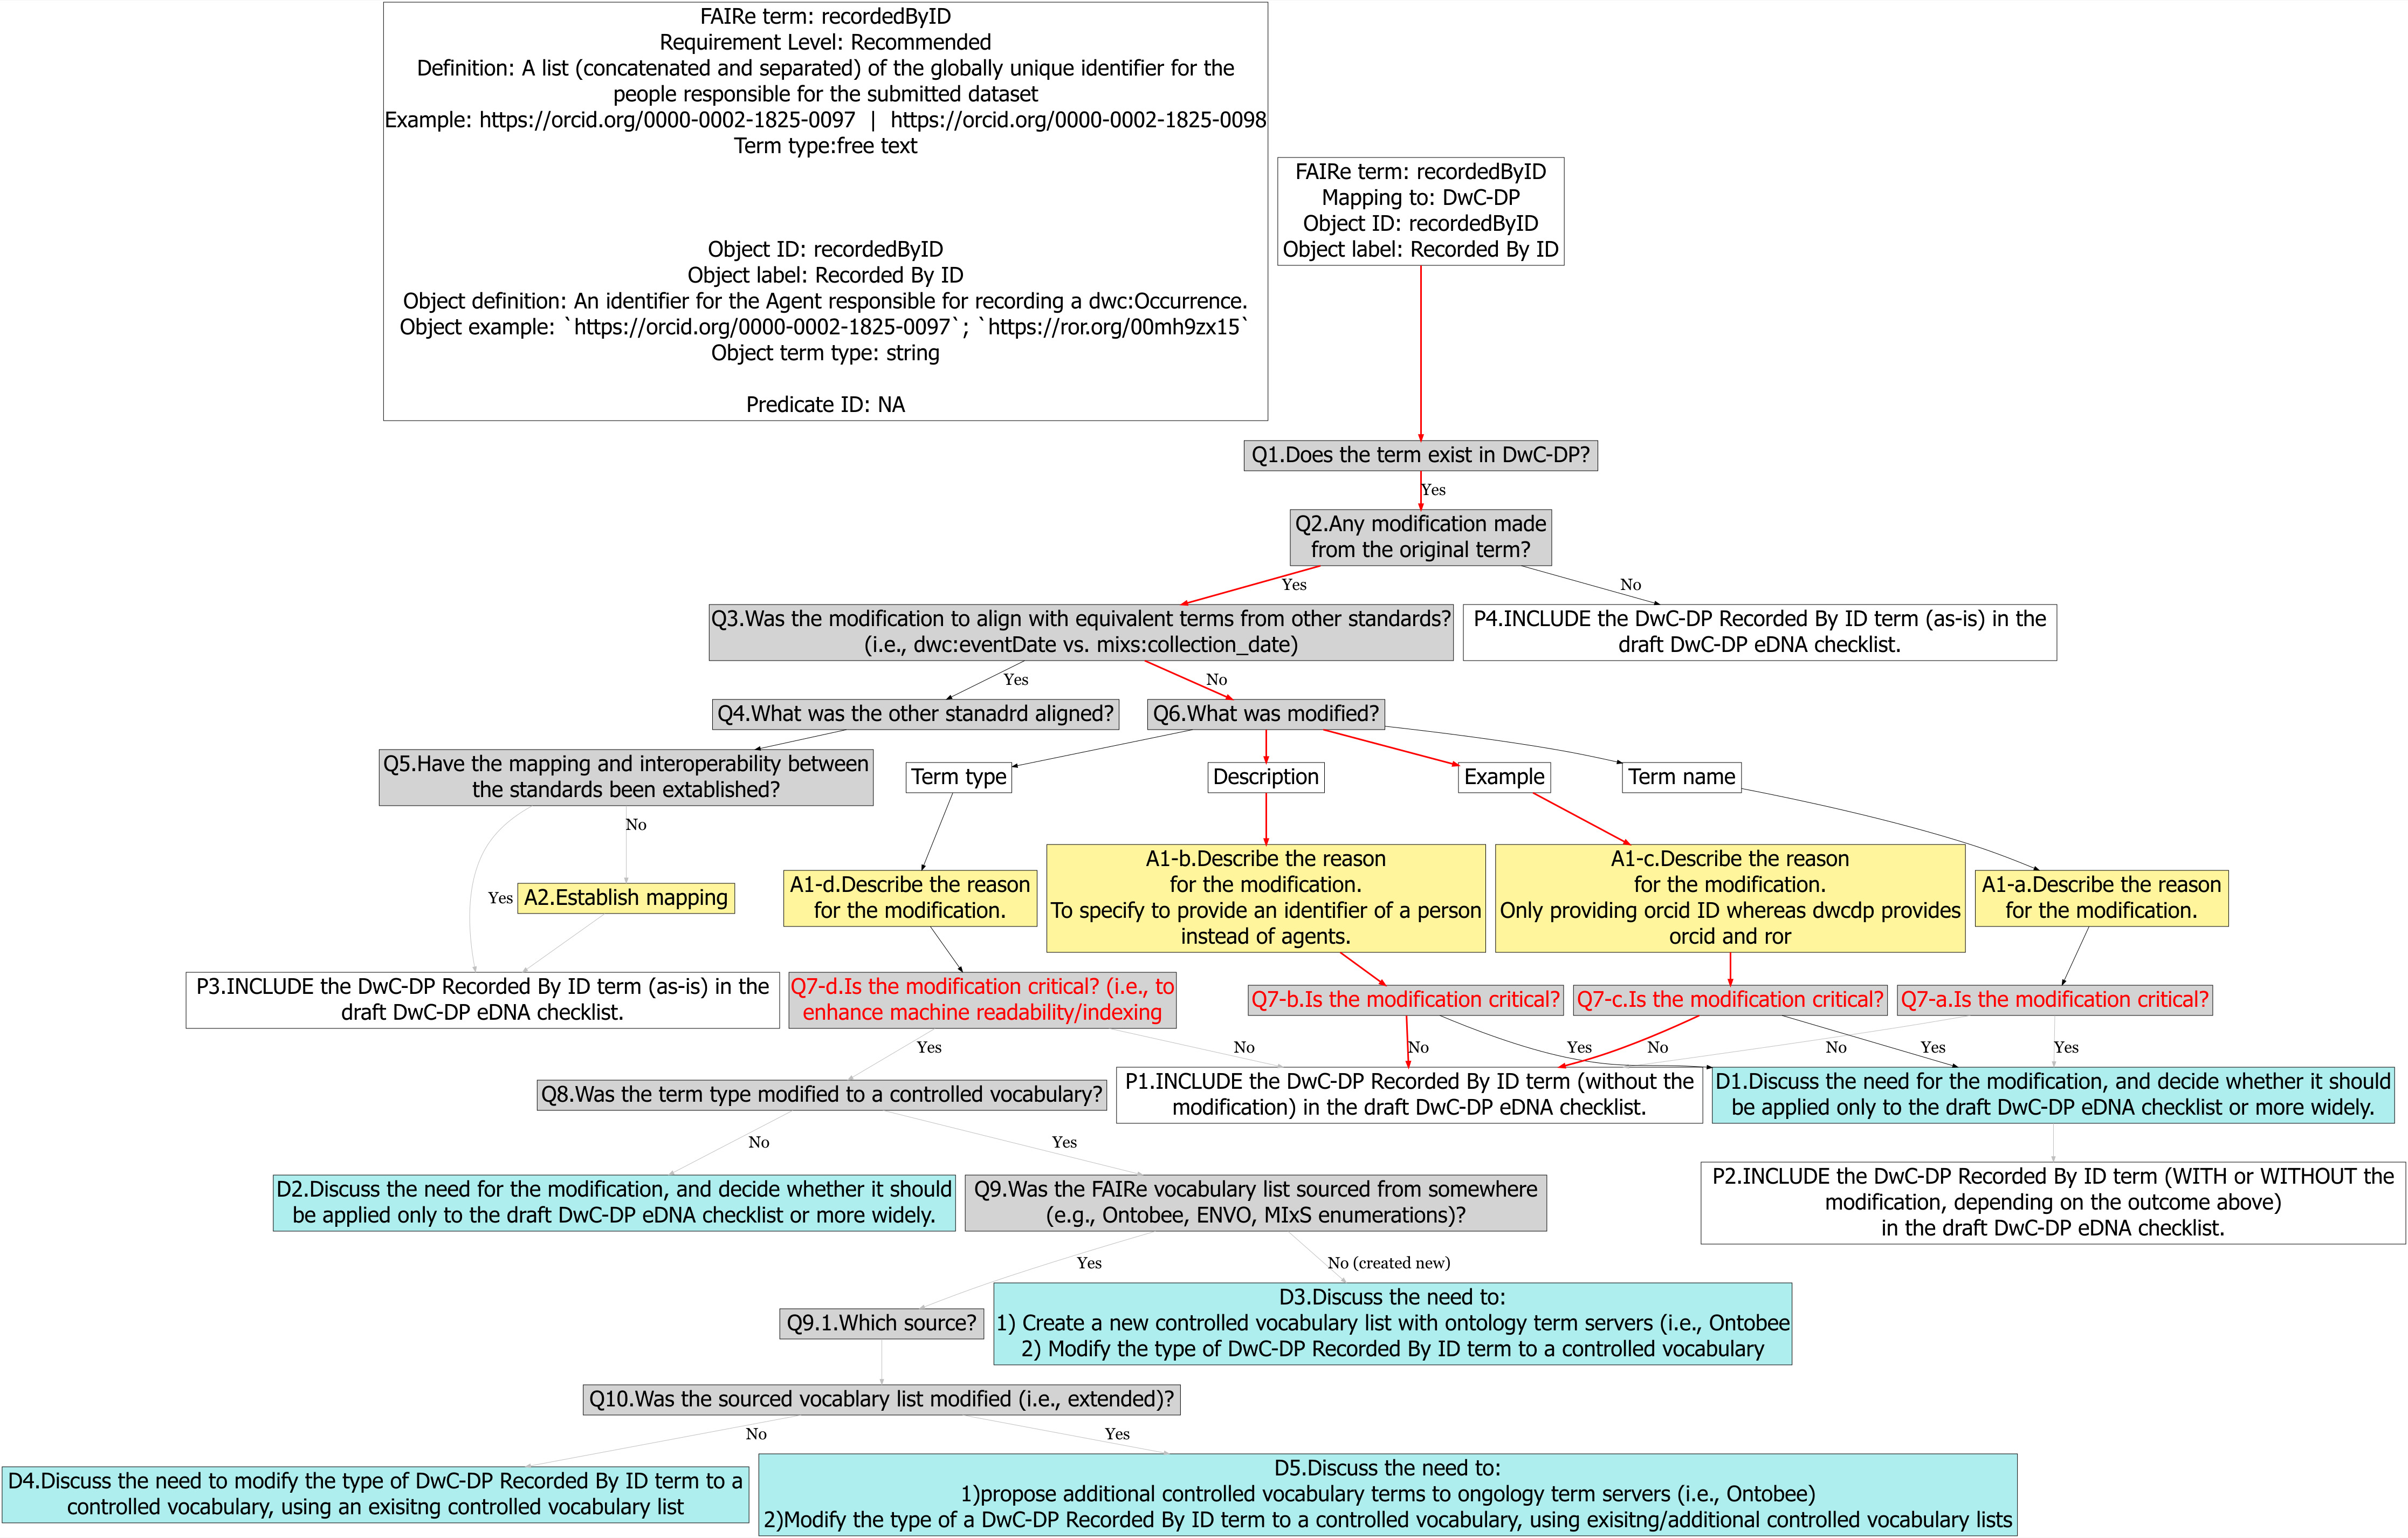 FAIRe term: recordedByID
Requirement Level: Recommended
Definition: A list (concatenated and separated) of the globally unique identifier for the
people responsible for the submitted dataset
Example: https://orcid.org/0000-0002-1825-0097 | https://orcid.org/0000-0002-1825-0098
Term type:free text
Object ID: recordedByID
Object label: Recorded By ID
Object definition: An identifier for the Agent responsible for recording a dwc:Occurrence.
Object example: `https://orcid.org/0000-0002-1825-0097`; `https://ror.org/00mh9zx15`
Object term type: string
Predicate ID: NA
FAIRe term: recordedByID
Mapping to: DwC-DP
Object ID: recordedByID
Object label: Recorded By ID
Q1.Does the term exist in DwC-DP?
Yes
Q2.Any modification made
from the original term?
Yes
No
Q3.Was the modification to align with equivalent terms from other standards?
(i.e., dwc:eventDate vs. mixs:collection_date)
P4.INCLUDE the DwC-DP Recorded By ID term (as-is) in the
draft DwC-DP eDNA checklist.
Yes
No
Q4.What was the other stanadrd aligned?
Q6.What was modified?
Q5.Have the mapping and interoperability between
the standards been extablished?
Term type
Description
Example
Term name
No
Yes
A2.Establish mapping
A1-d.Describe the reason
for the modification.
A1-b.Describe the reason
for the modification.
To specify to provide an identifier of a person
instead of agents.
A1-c.Describe the reason
for the modification.
Only providing orcid ID whereas dwcdp provides
orcid and ror
A1-a.Describe the reason
for the modification.
P3.INCLUDE the DwC-DP Recorded By ID term (as-is) in the
draft DwC-DP eDNA checklist.
Q7-d.Is the modification critical? (i.e., to
enhance machine readability/indexing
Q7-b.Is the modification critical?
Q7-c.Is the modification critical?
Q7-a.Is the modification critical?
Yes
No
No
Yes
No
Yes
No
Yes
Q8.Was the term type modified to a controlled vocabulary?
P1.INCLUDE the DwC-DP Recorded By ID term (without the
modification) in the draft DwC-DP eDNA checklist.
D1.Discuss the need for the modification, and decide whether it should
be applied only to the draft DwC-DP eDNA checklist or more widely.
No
Yes
D2.Discuss the need for the modification, and decide whether it should
be applied only to the draft DwC-DP eDNA checklist or more widely.
Q9.Was the FAIRe vocabulary list sourced from somewhere
(e.g., Ontobee, ENVO, MIxS enumerations)?
P2.INCLUDE the DwC-DP Recorded By ID term (WITH or WITHOUT the
modification, depending on the outcome above)
in the draft DwC-DP eDNA checklist.
Yes
No (created new)
Q9.1.Which source?
D3.Discuss the need to:
1) Create a new controlled vocabulary list with ontology term servers (i.e., Ontobee
2) Modify the type of DwC-DP Recorded By ID term to a controlled vocabulary
Q10.Was the sourced vocablary list modified (i.e., extended)?
No
Yes
D4.Discuss the need to modify the type of DwC-DP Recorded By ID term to a
controlled vocabulary, using an exisitng controlled vocabulary list
D5.Discuss the need to:
1)propose additional controlled vocabulary terms to ongology term servers (i.e., Ontobee)
2)Modify the type of a DwC-DP Recorded By ID term to a controlled vocabulary, using exisitng/additional controlled vocabulary lists